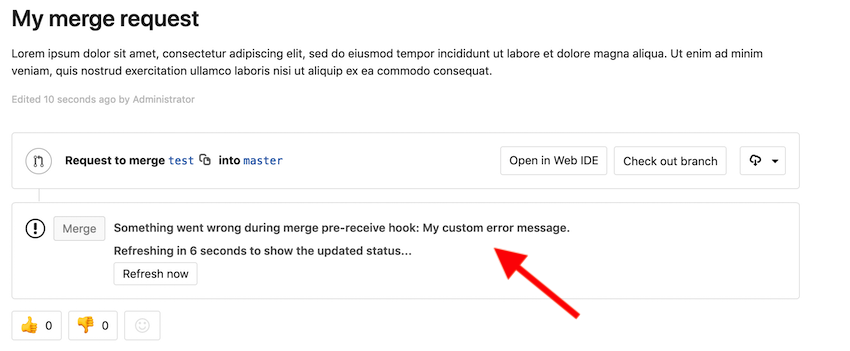 My merge request
Lorem ipsum dolor sit amet, consectetur adipiscing elit, sed do eiusmod tempor incididunt ut labore et dolore magna aliqua. Ut enim ad minim
veniam, quis nostrud exercitation ullamco laboris nisi ut aliquip ex ea commodo consequat.
Edited 10 seconds ago by Administrator
Request to merge test into master Open in Web IDE Check out branch
Merge Something went wrong during merge pre-receive hook: My custom error message.
Refreshing in 6 seconds to show the updated status...
Refresh now
0 0